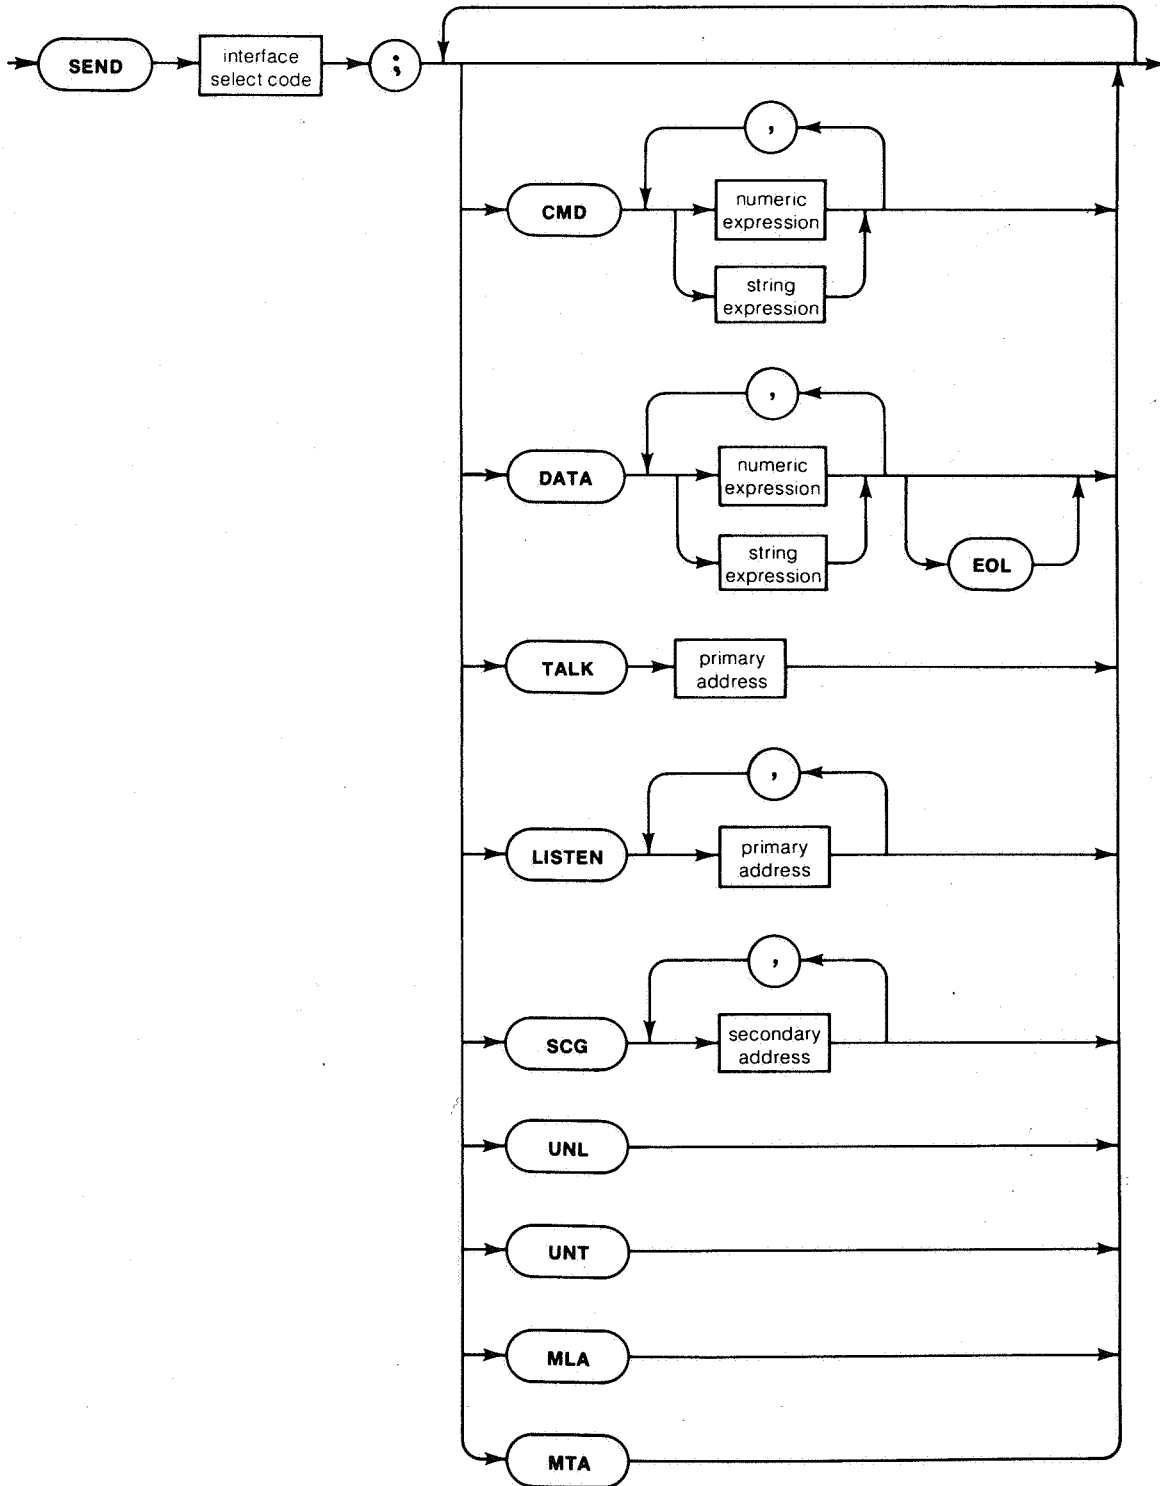 SEND
interface
select code
;
,
CMD
numeric
expression
string
expression
,
DATA
numeric
expression
string
expression
EOL
TALK
primary
address
,
LISTEN
primary
address
,
SCG
secondary
address
UNL
UNT
MLA
MTA